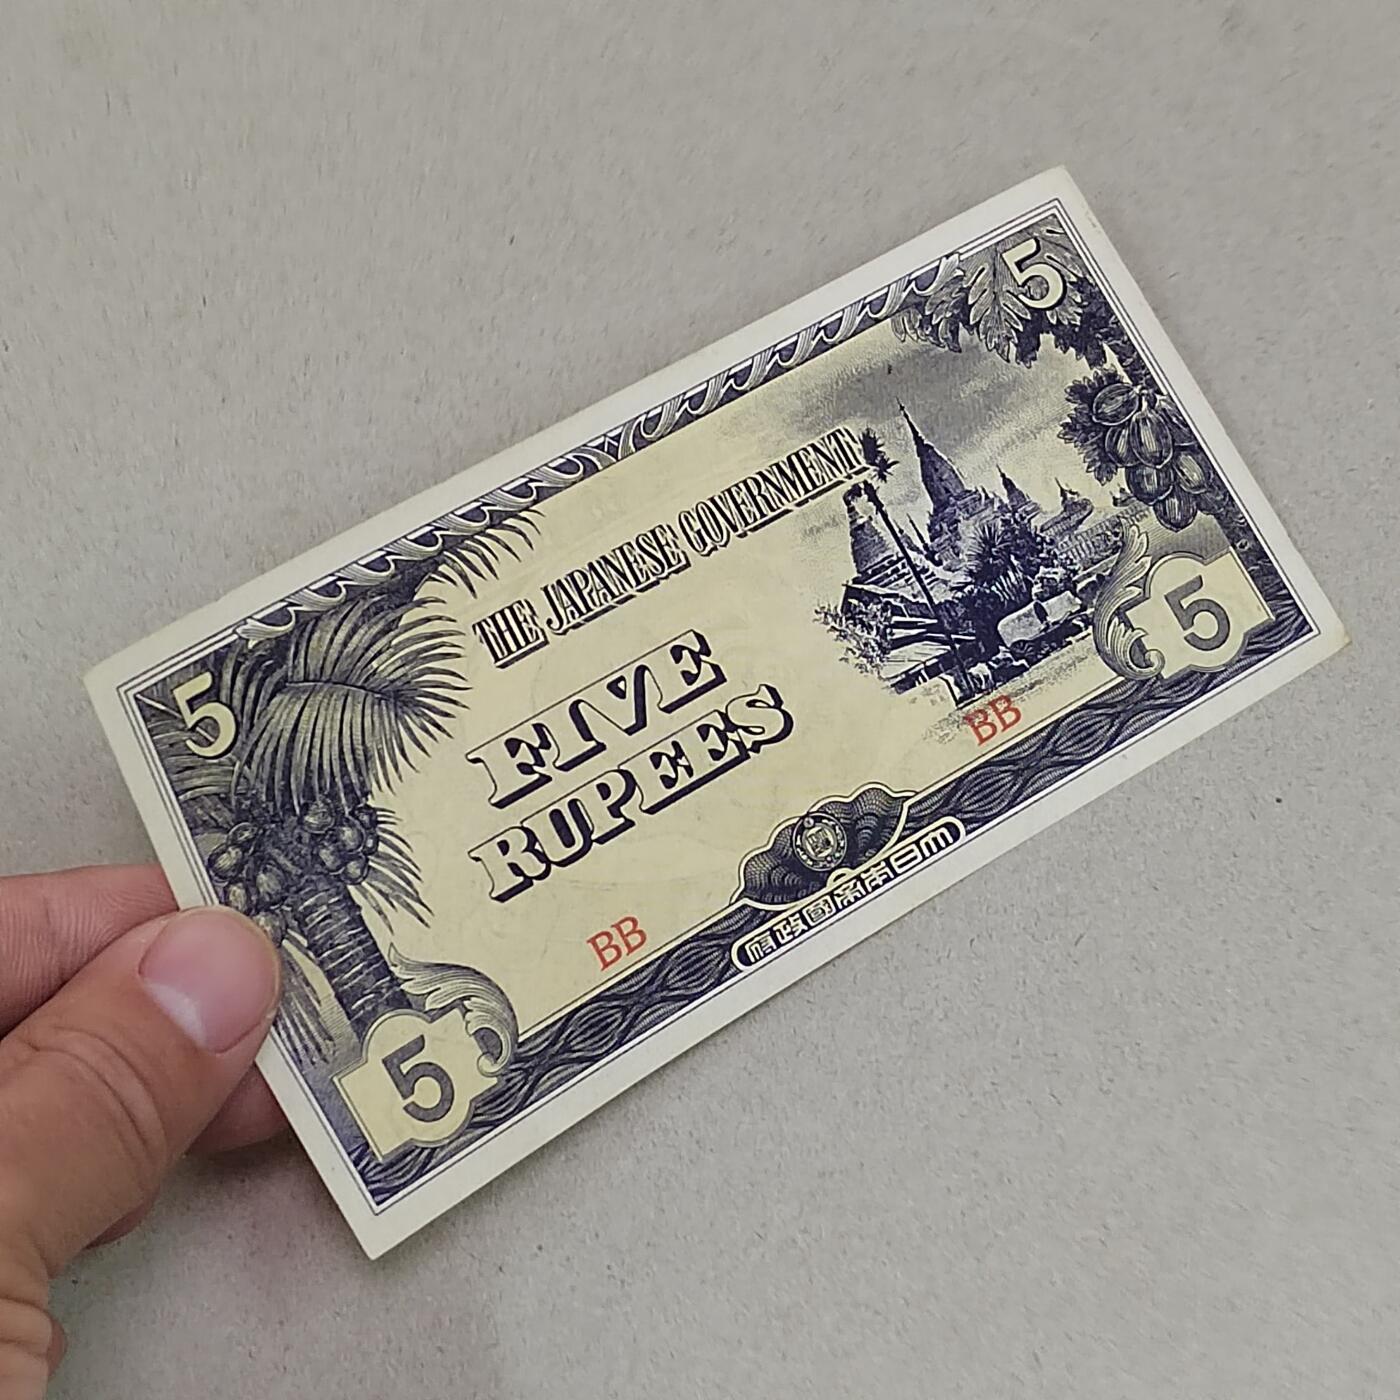 5
5
THE JAPANESE GOVERNMENT
FIVE
RUPEES
BB
BB
5
5
府政國帝本日大